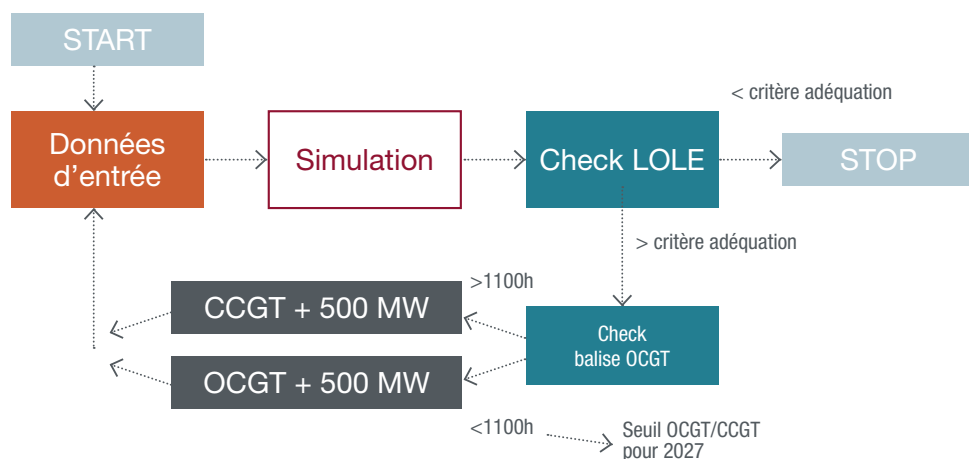 START
< critère adéquation
Données
d'entrée
Simulation
Check LOLE
STOP
> critère adéquation
>1100h
CCGT + 500 MW
Check
balise OCGT
OCGT + 500 MW
<1100h
Seuil OCGT/CCGT
pour 2027